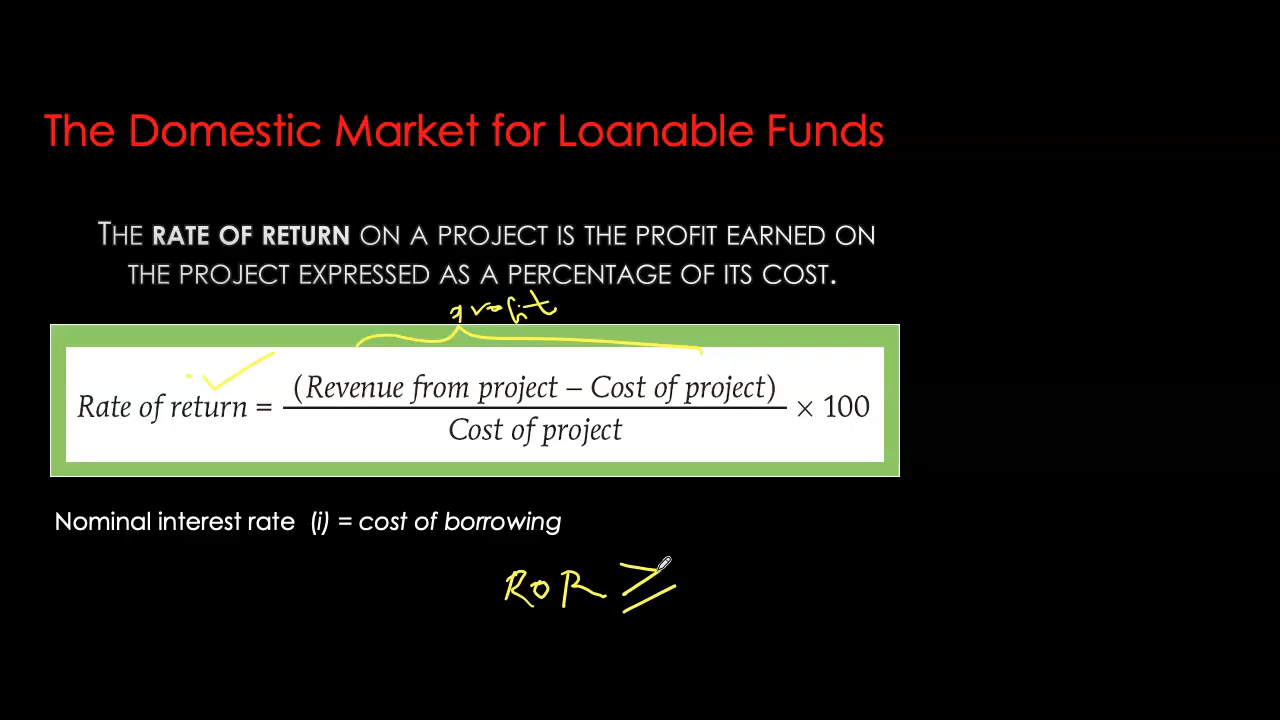 The Domestic Market for Loanable Funds
THE RATE OF RETURN ON A PROJECT IS THE PROFIT EARNED ON
THE PROJECT EXPRESSED AS A PERCENTAGE OF ITS COST.
profit
Rate of return = (Revenue from project – Cost of project) / Cost of project × 100
Nominal interest rate (i) = cost of borrowing
ROR ≥